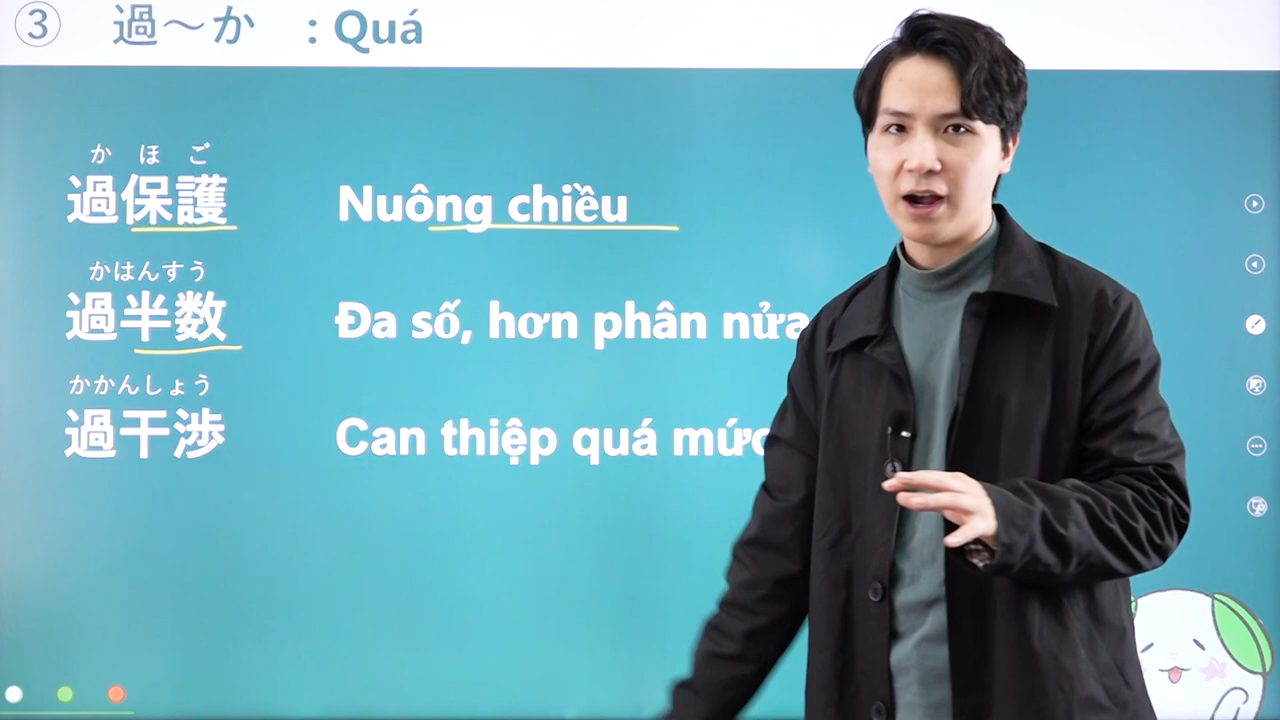 ③ 過~か : Quá
かほご
過保護 Nuông chiều
かはんすう
過半数 Đa số, hơn phân nửa
かかんしょう
過干渉 Can thiệp quá mức